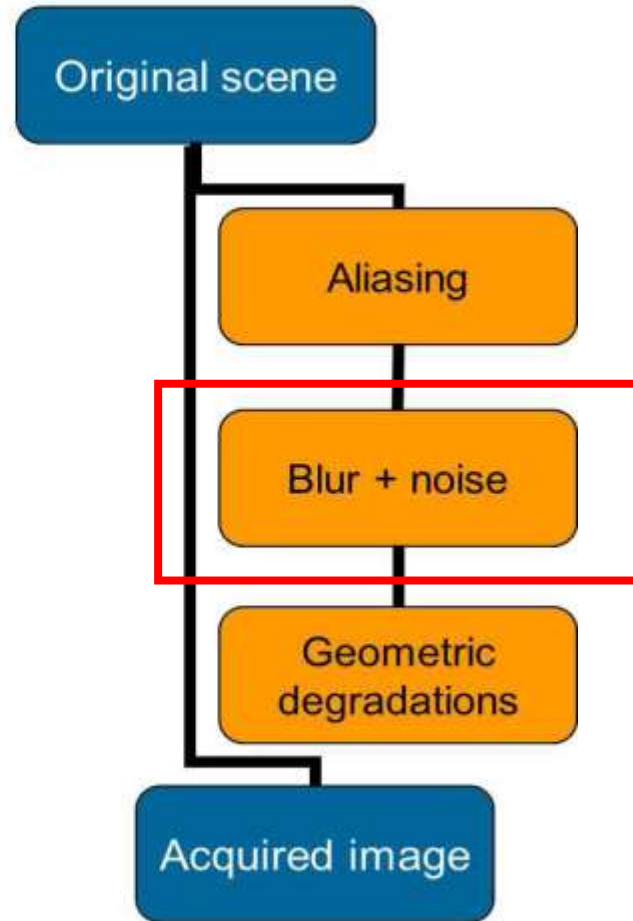 Original scene
Aliasing
Blur + noise
Geometric
degradations
Acquired image